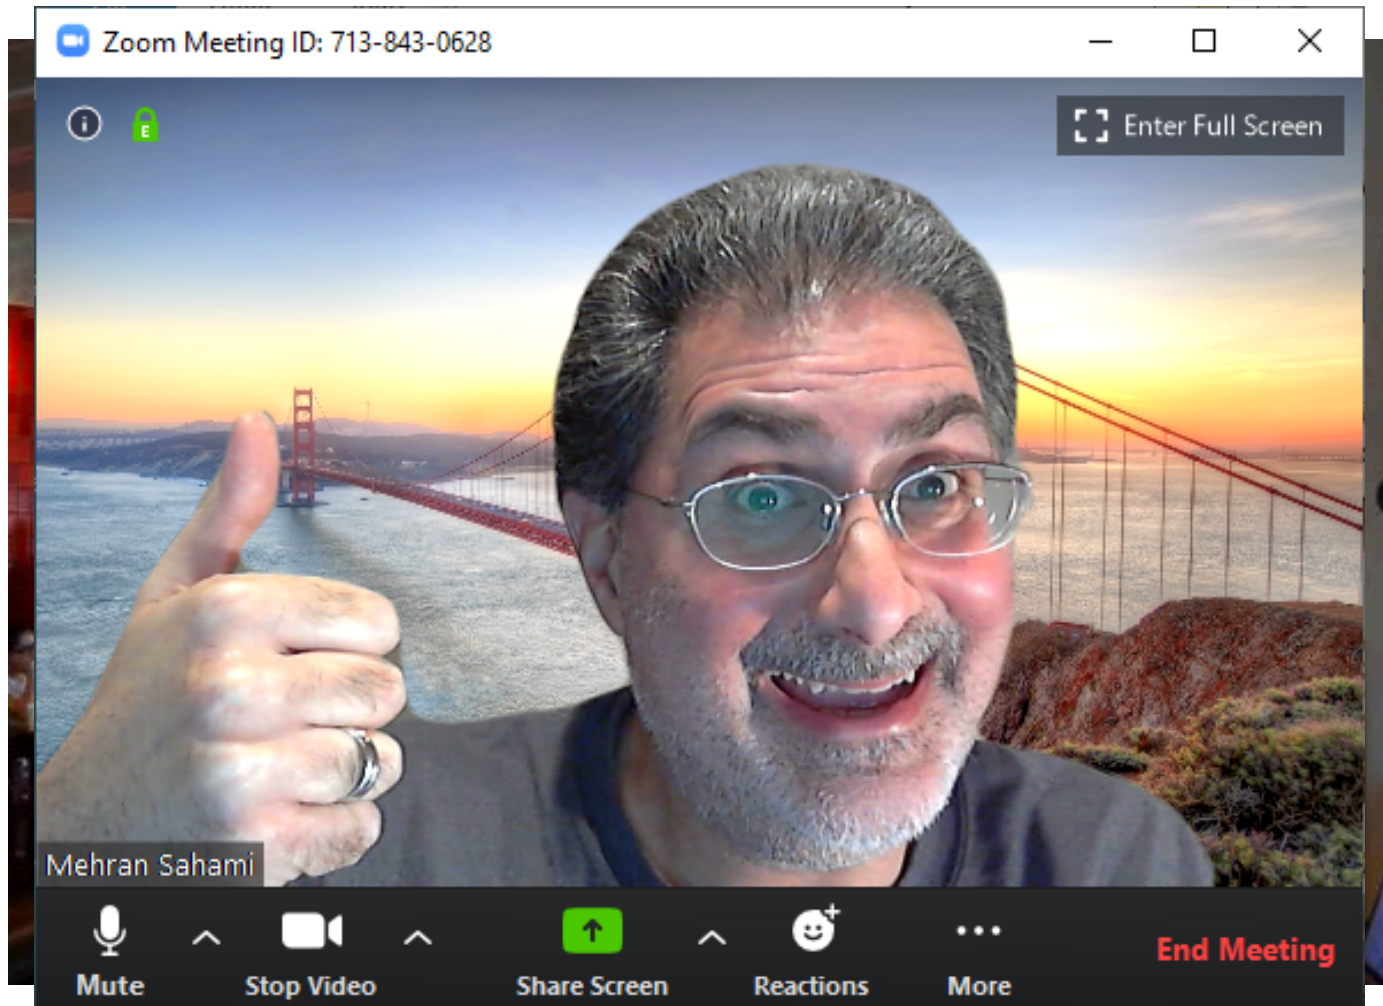 Zoom Meeting ID: 713-843-0628
E
Enter Full Screen
Mehran Sahami
Mute
Stop Video
Share Screen
Reactions
More
End Meeting